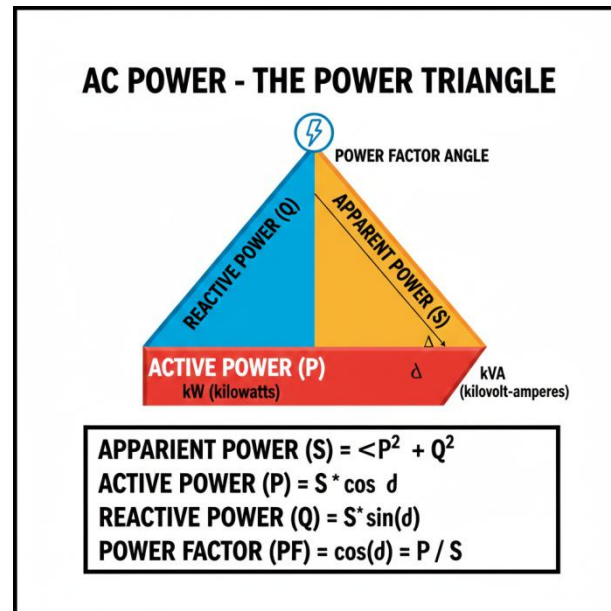 AC POWER - THE POWER TRIANGLE
POWER FACTOR ANGLE
REACTIVE POWER (Q)
APPARENT POWER (S)
Δ
ACTIVE POWER (P)
d
kW (kilowatts)
kVA
(kilovolt-amperes)
APPARIENT POWER (S) = <P² + Q²
ACTIVE POWER (P) = S * cos d
REACTIVE POWER (Q) = S* sin(d)
POWER FACTOR (PF) = cos(d) = P / S